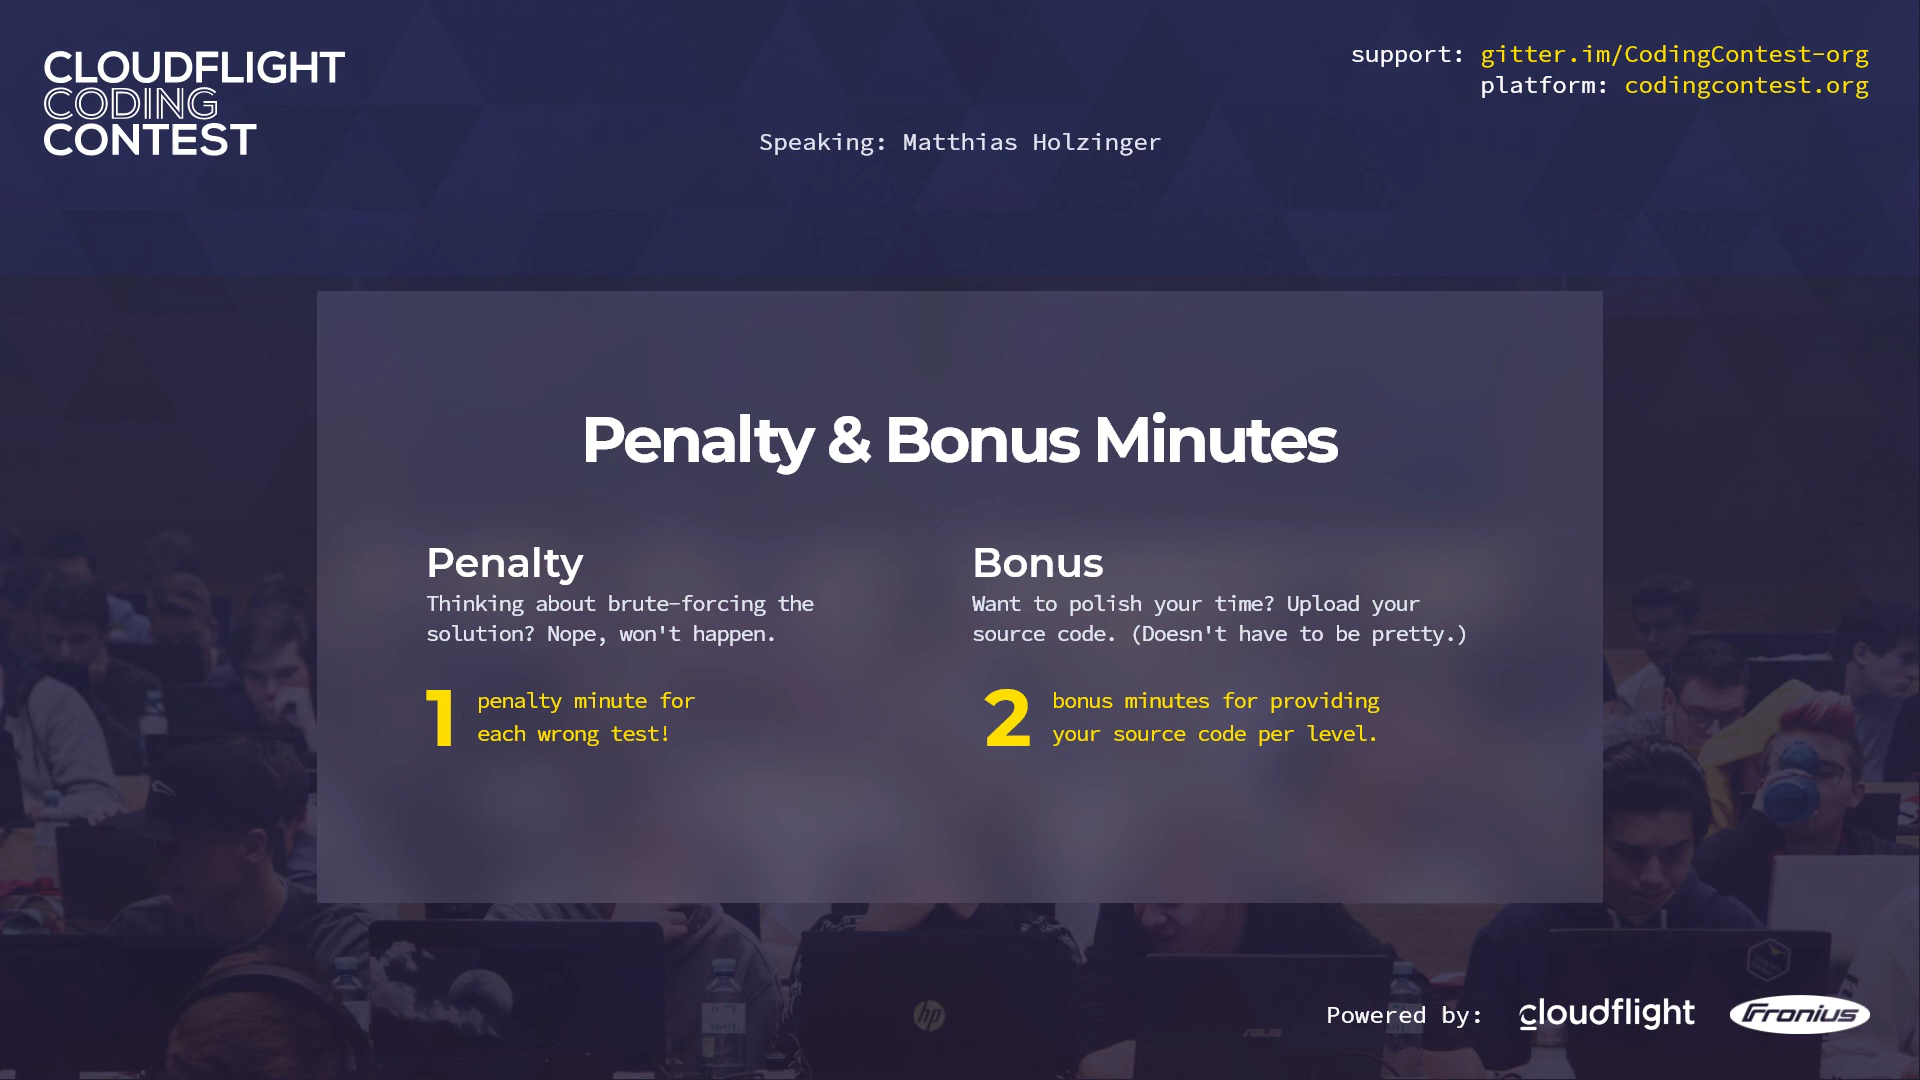 CLOUDFLIGHT
CODING
CONTEST
support: gitter.im/CodingContest-org
platform: codingcontest.org
Speaking: Matthias Holzinger
Penalty & Bonus Minutes
Penalty
Thinking about brute-forcing the
solution? Nope, won't happen.
1 penalty minute for
each wrong test!
Bonus
Want to polish your time? Upload your
source code. (Doesn't have to be pretty.)
2 bonus minutes for providing
your source code per level.
hp
ASUS
Powered by: cloudflight Fronius